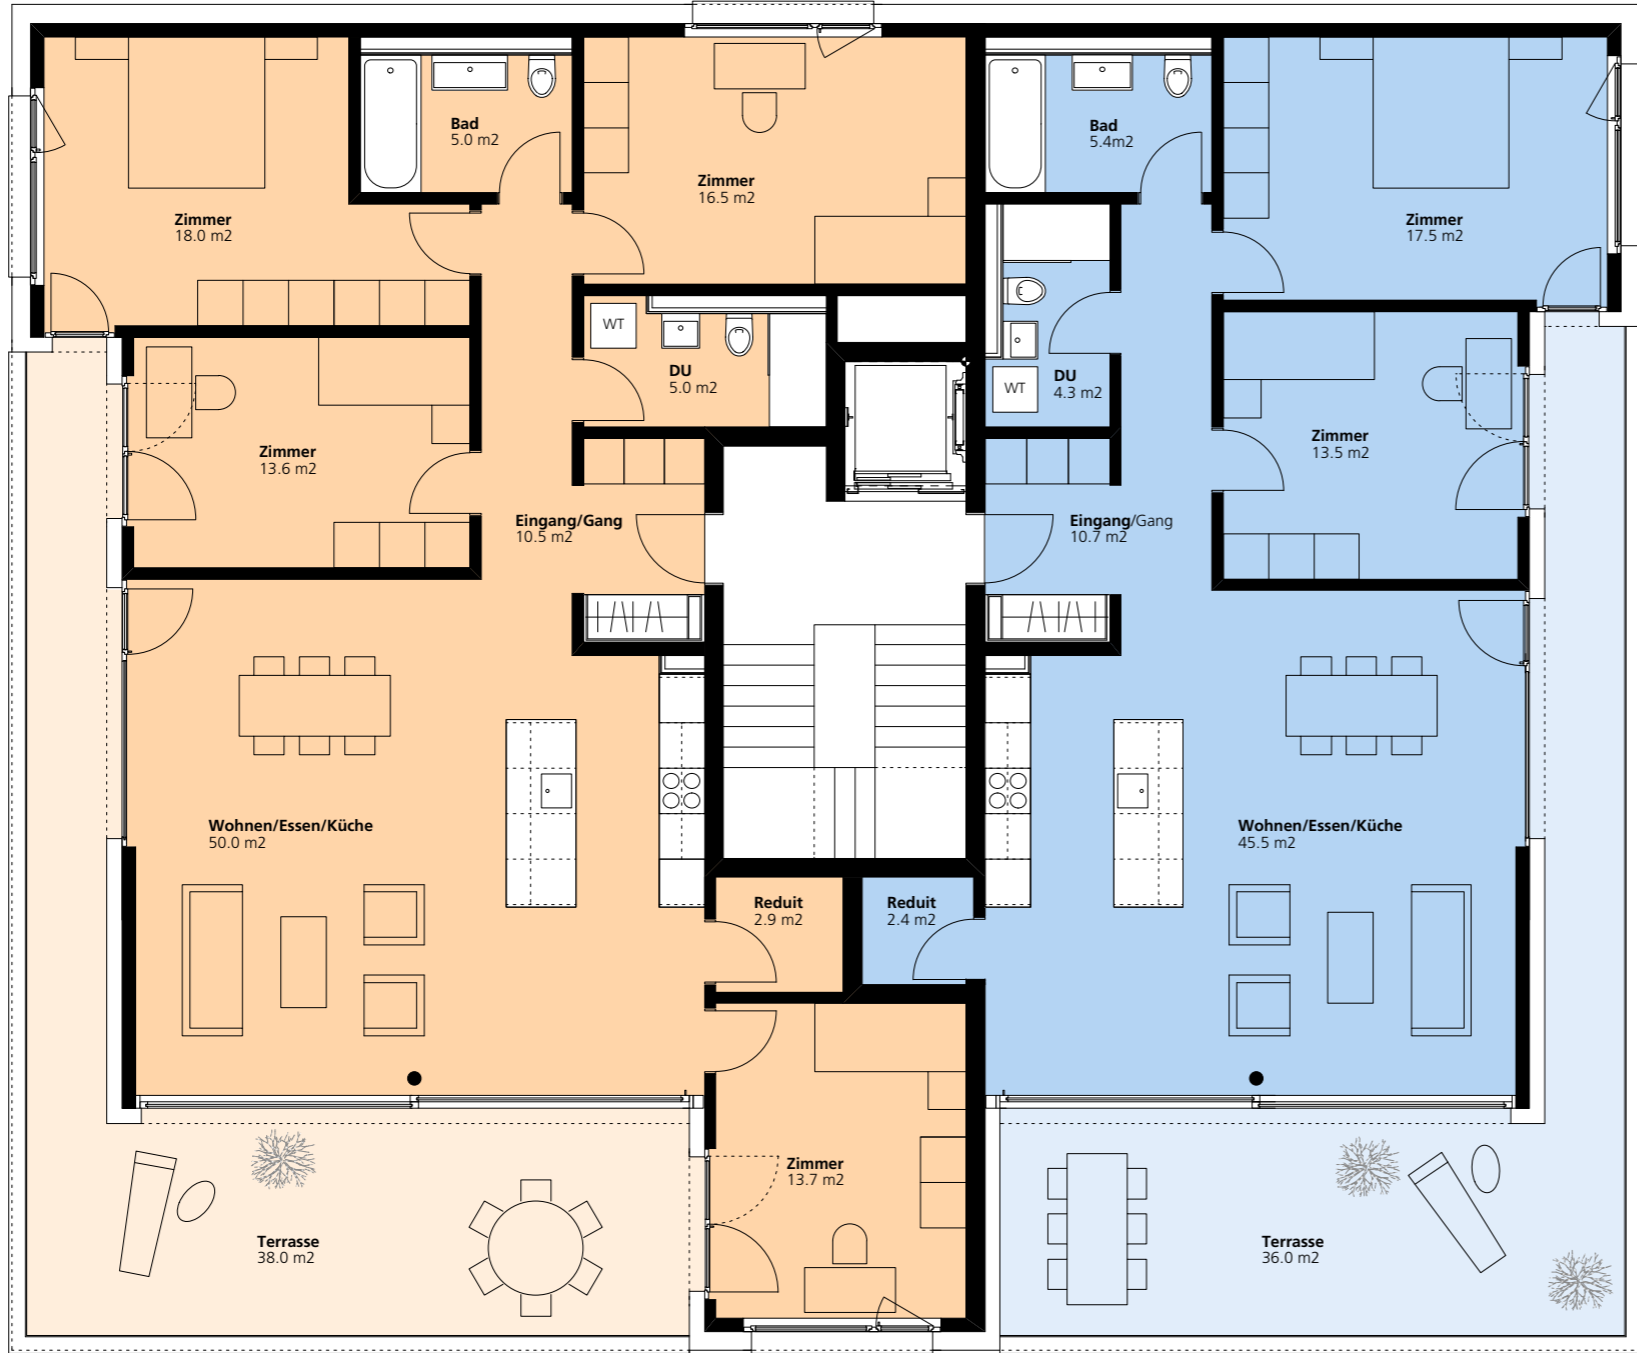 Bad
5.0 m2
Zimmer
16.5 m2
Bad
5.4m2
Zimmer
18.0 m2
Zimmer
17.5 m2
WT
DU
5.0 m2
WT
DU
4.3 m2
Zimmer
13.6 m2
Zimmer
13.5 m2
Eingang/Gang
10.5 m2
Eingang/Gang
10.7 m2
Wohnen/Essen/Küche
50.0 m2
Wohnen/Essen/Küche
45.5 m2
Reduit
2.9 m2
Reduit
2.4 m2
Zimmer
13.7 m2
Terrasse
38.0 m2
Terrasse
36.0 m2